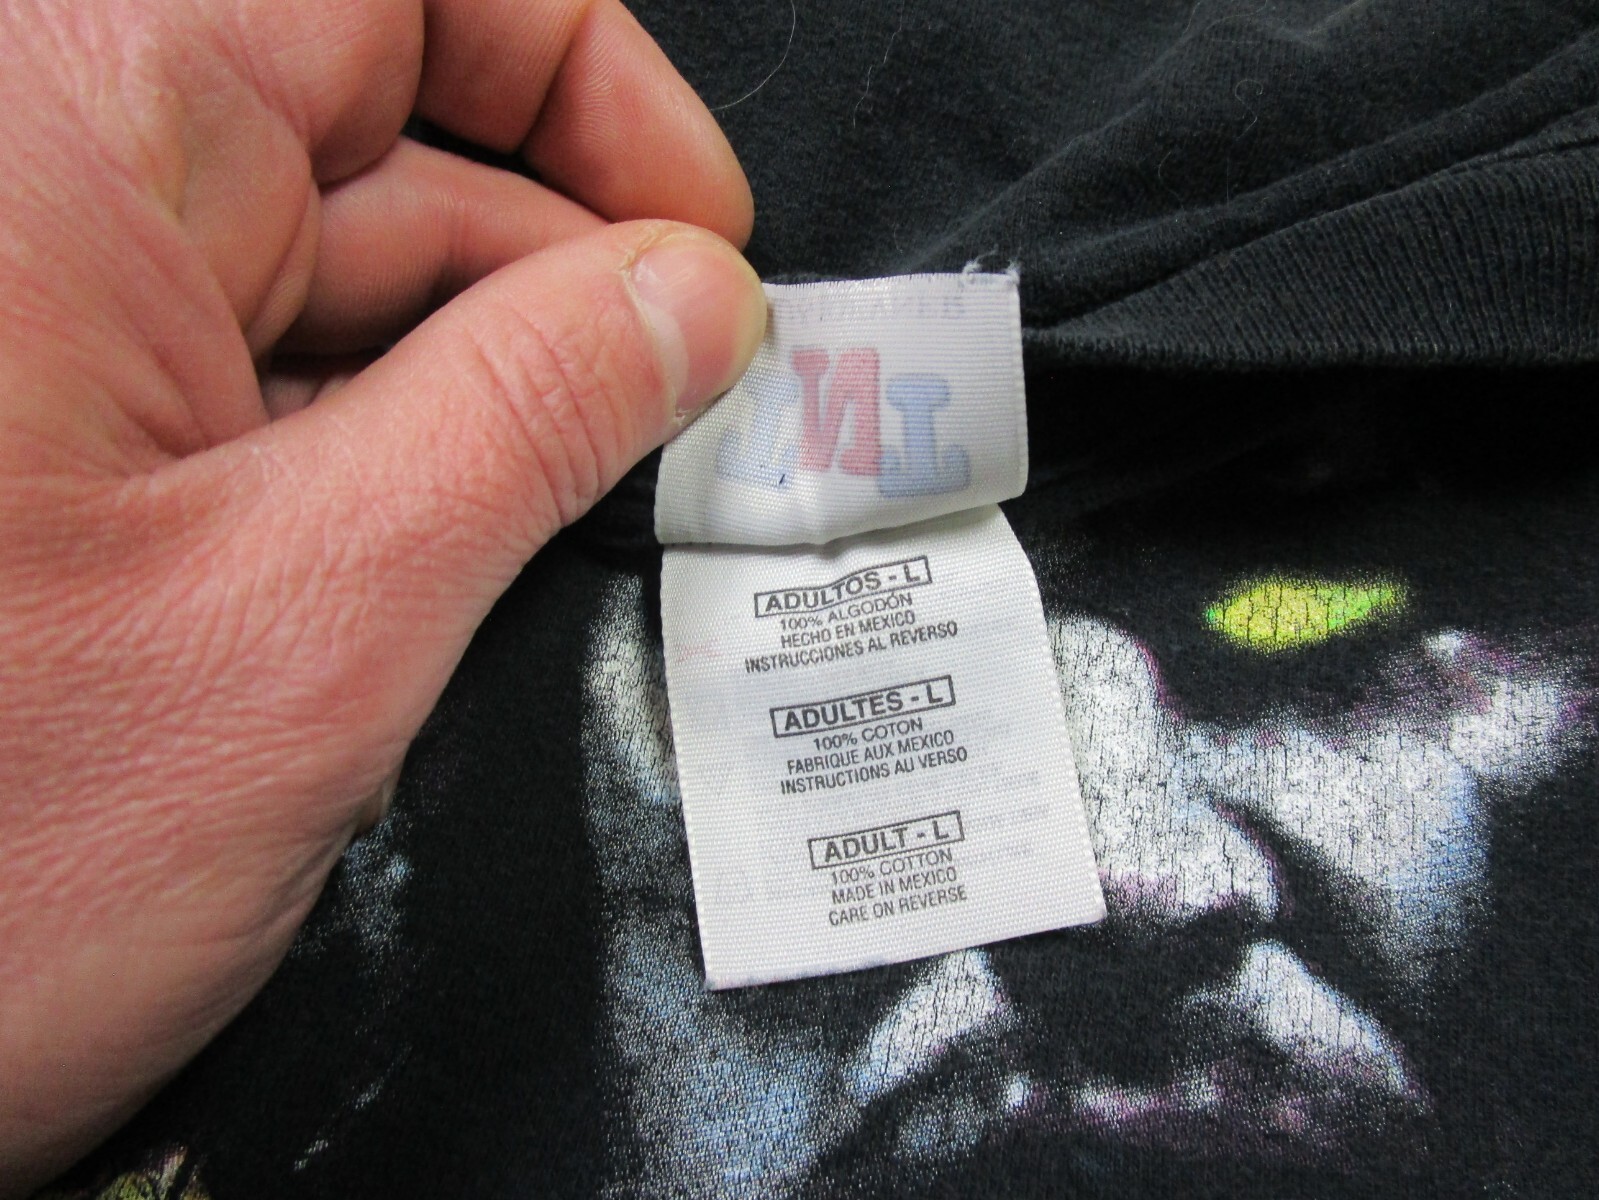 ADULTOS - L
100% ALGODÓN
HECHO EN MEXICO
INSTRUCCIONES AL REVERSO
ADULTES - L
100% COTON
FABRIQUE AUX MEXICO
INSTRUCTIONS AU VERSO
ADULT - L
100% COTTON
MADE IN MEXICO
CARE ON REVERSE